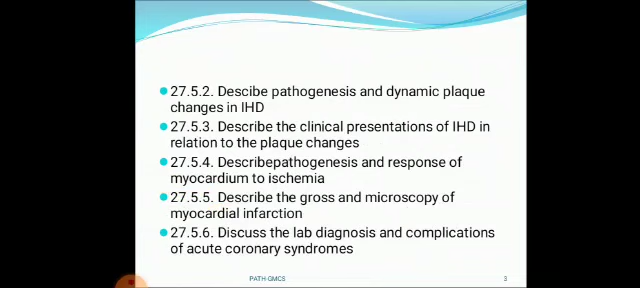 27.5.2. Descibe pathogenesis and dynamic plaque
changes in IHD
27.5.3. Describe the clinical presentations of IHD in
relation to the plaque changes
27.5.4. Describepathogenesis and response of
myocardium to ischemia
27.5.5. Describe the gross and microscopy of
myocardial infarction
27.5.6. Discuss the lab diagnosis and complications
of acute coronary syndromes
PATH-GMCS
3